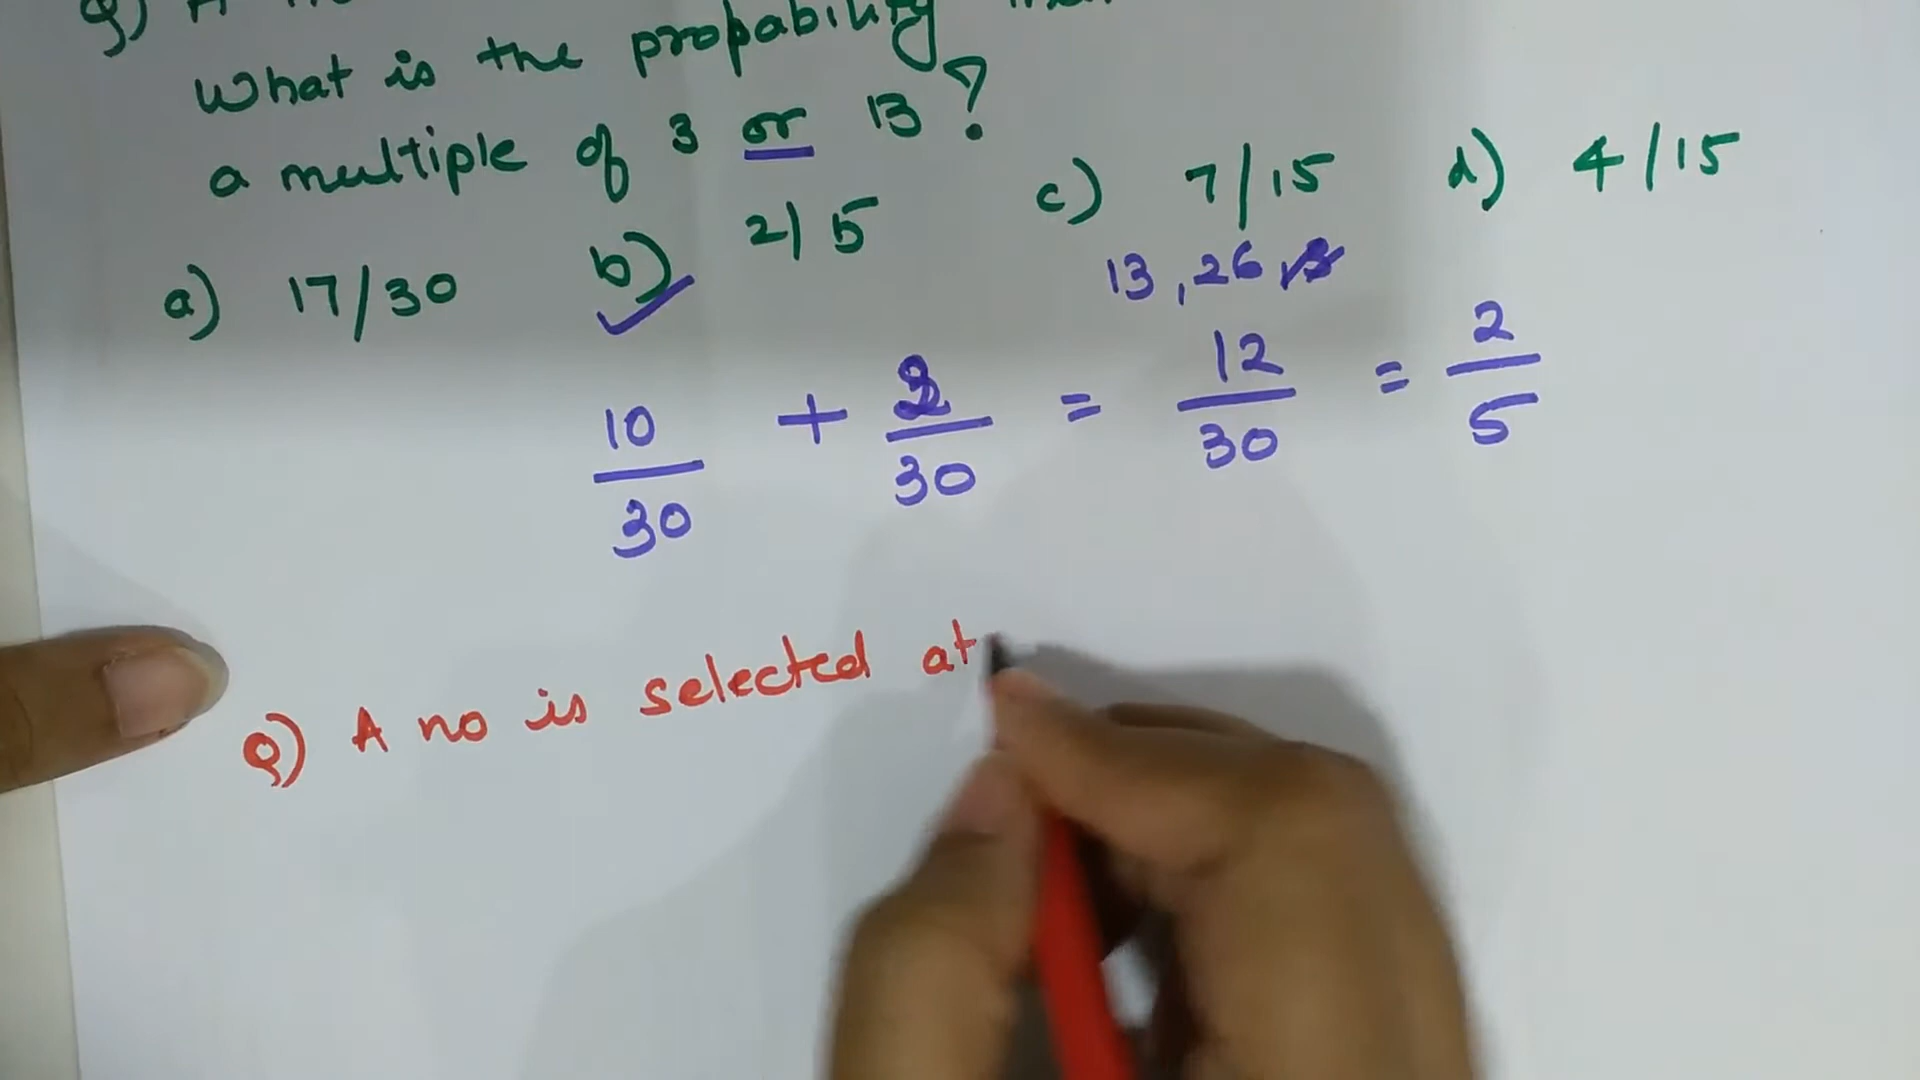 Q) A
What is the probability
a multiple of 3 or 13?
a) 17/30 b) 2/5 c) 7/15 d) 4/15
13, 26,
10/30 + 2/30 = 12/30 = 2/5
Q) A no is selected at